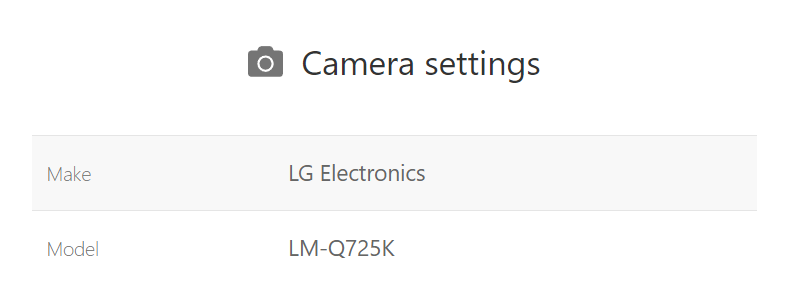 Camera settings
Make LG Electronics
Model LM-Q725K